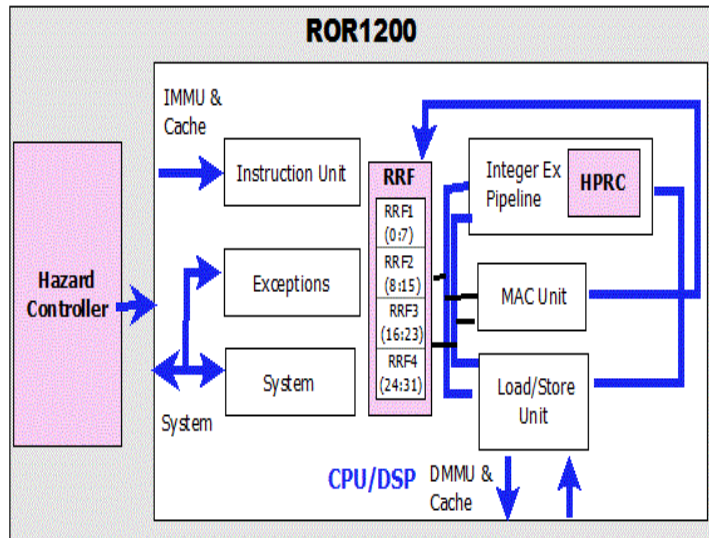 ROR1200
IMMU &
Cache
Instruction Unit
RRF
Integer Ex
Pipeline
HPRC
RRF1
(0:7)
RRF2
(8:15)
RRF3
(16:23)
RRF4
(24:31)
Hazard
Controller
Exceptions
MAC Unit
System
Load/Store
Unit
System
CPU/DSP
DMMU &
Cache